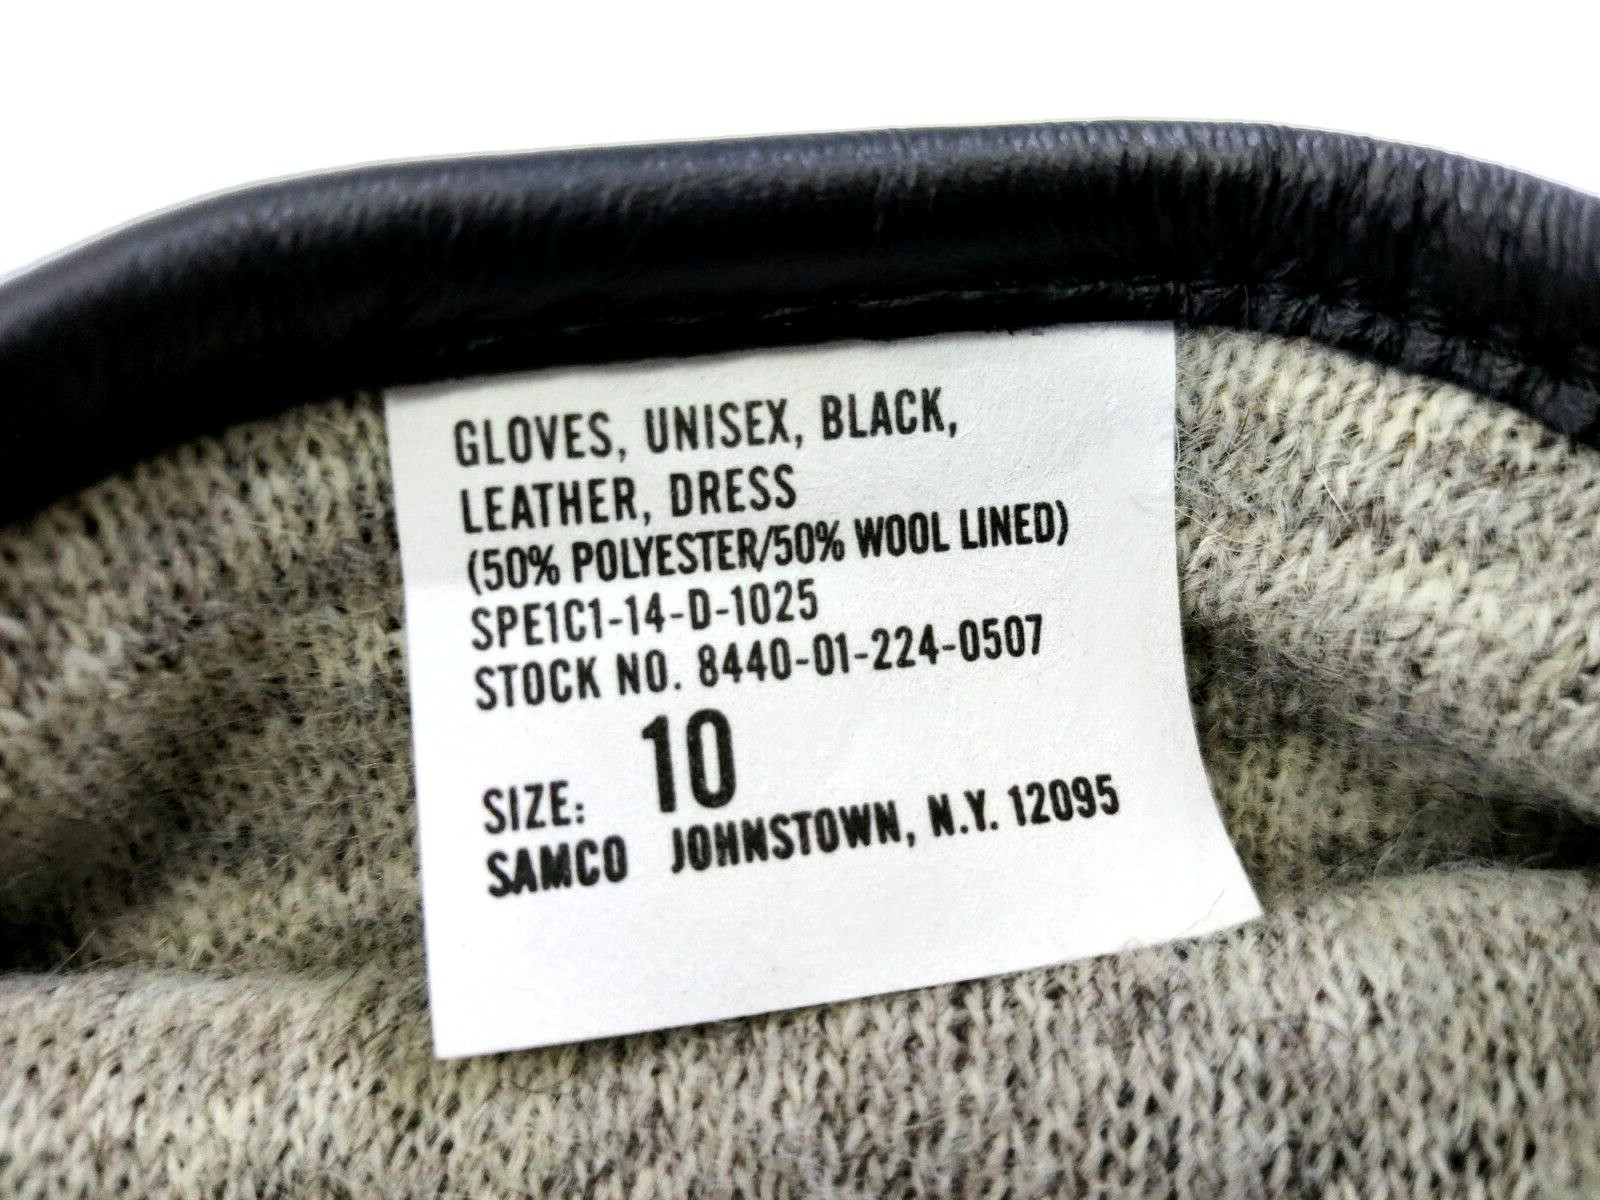 GLOVES, UNISEX, BLACK,
LEATHER, DRESS
(50% POLYESTER/50% WOOL LINED)
SPE1C1-14-D-1025
STOCK NO. 8440-01-224-0507
SIZE: 10
SAMCO JOHNSTOWN, N.Y. 12095